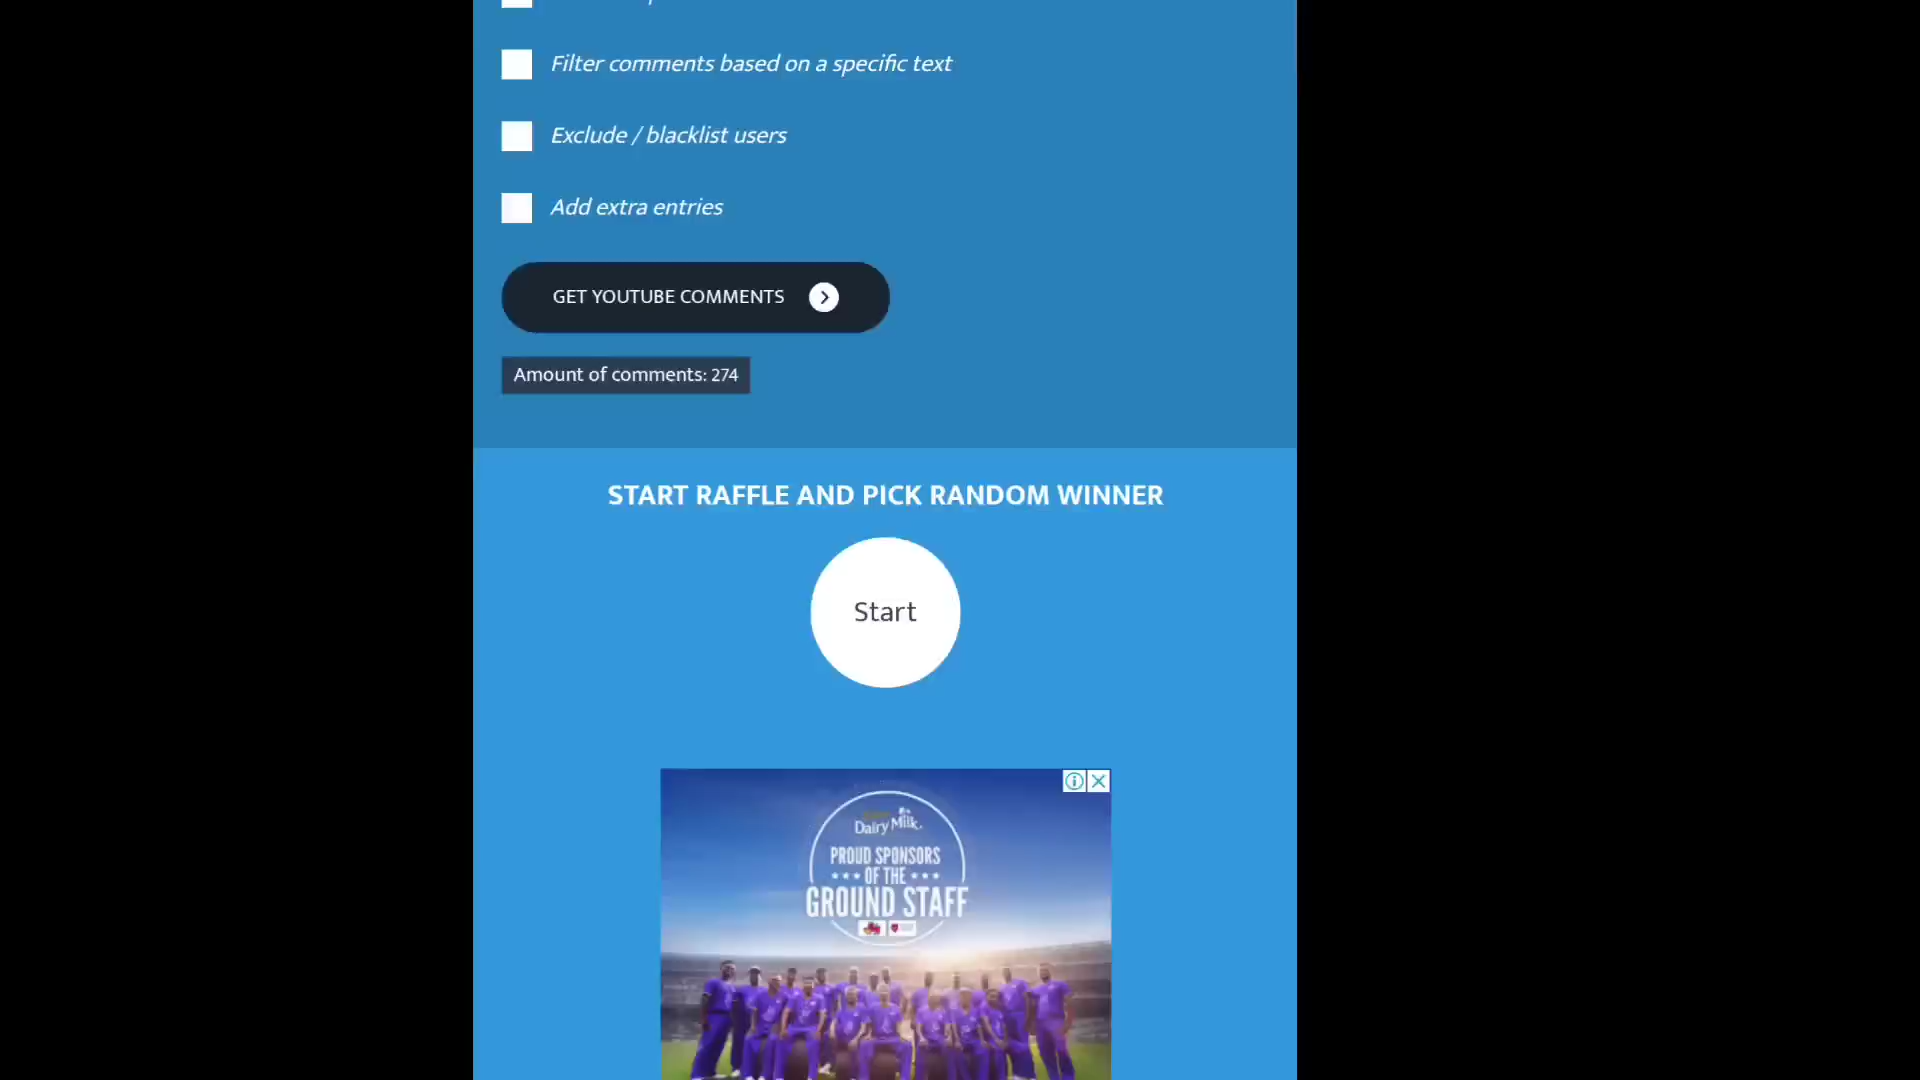 Filter comments based on a specific text
Exclude / blacklist users
Add extra entries
GET YOUTUBE COMMENTS
Amount of comments: 274
START RAFFLE AND PICK RANDOM WINNER
Start
Dairy Milk
PROUD SPONSORS
OF THE
GROUND STAFF